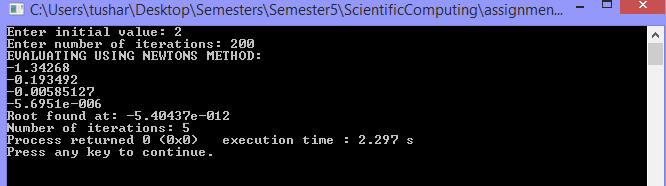 C:\Users\tushar\Desktop\Semesters\Semester5\ScientificComputing\assignmen...
Enter initial value: 2
Enter number of iterations: 200
EVALUATING USING NEWTONS METHOD:
-1.34268
-0.193492
-0.00585127
-5.6951e-006
Root found at: -5.40437e-012
Number of iterations: 5
Process returned 0 (0x0)   execution time : 2.297 s
Press any key to continue.